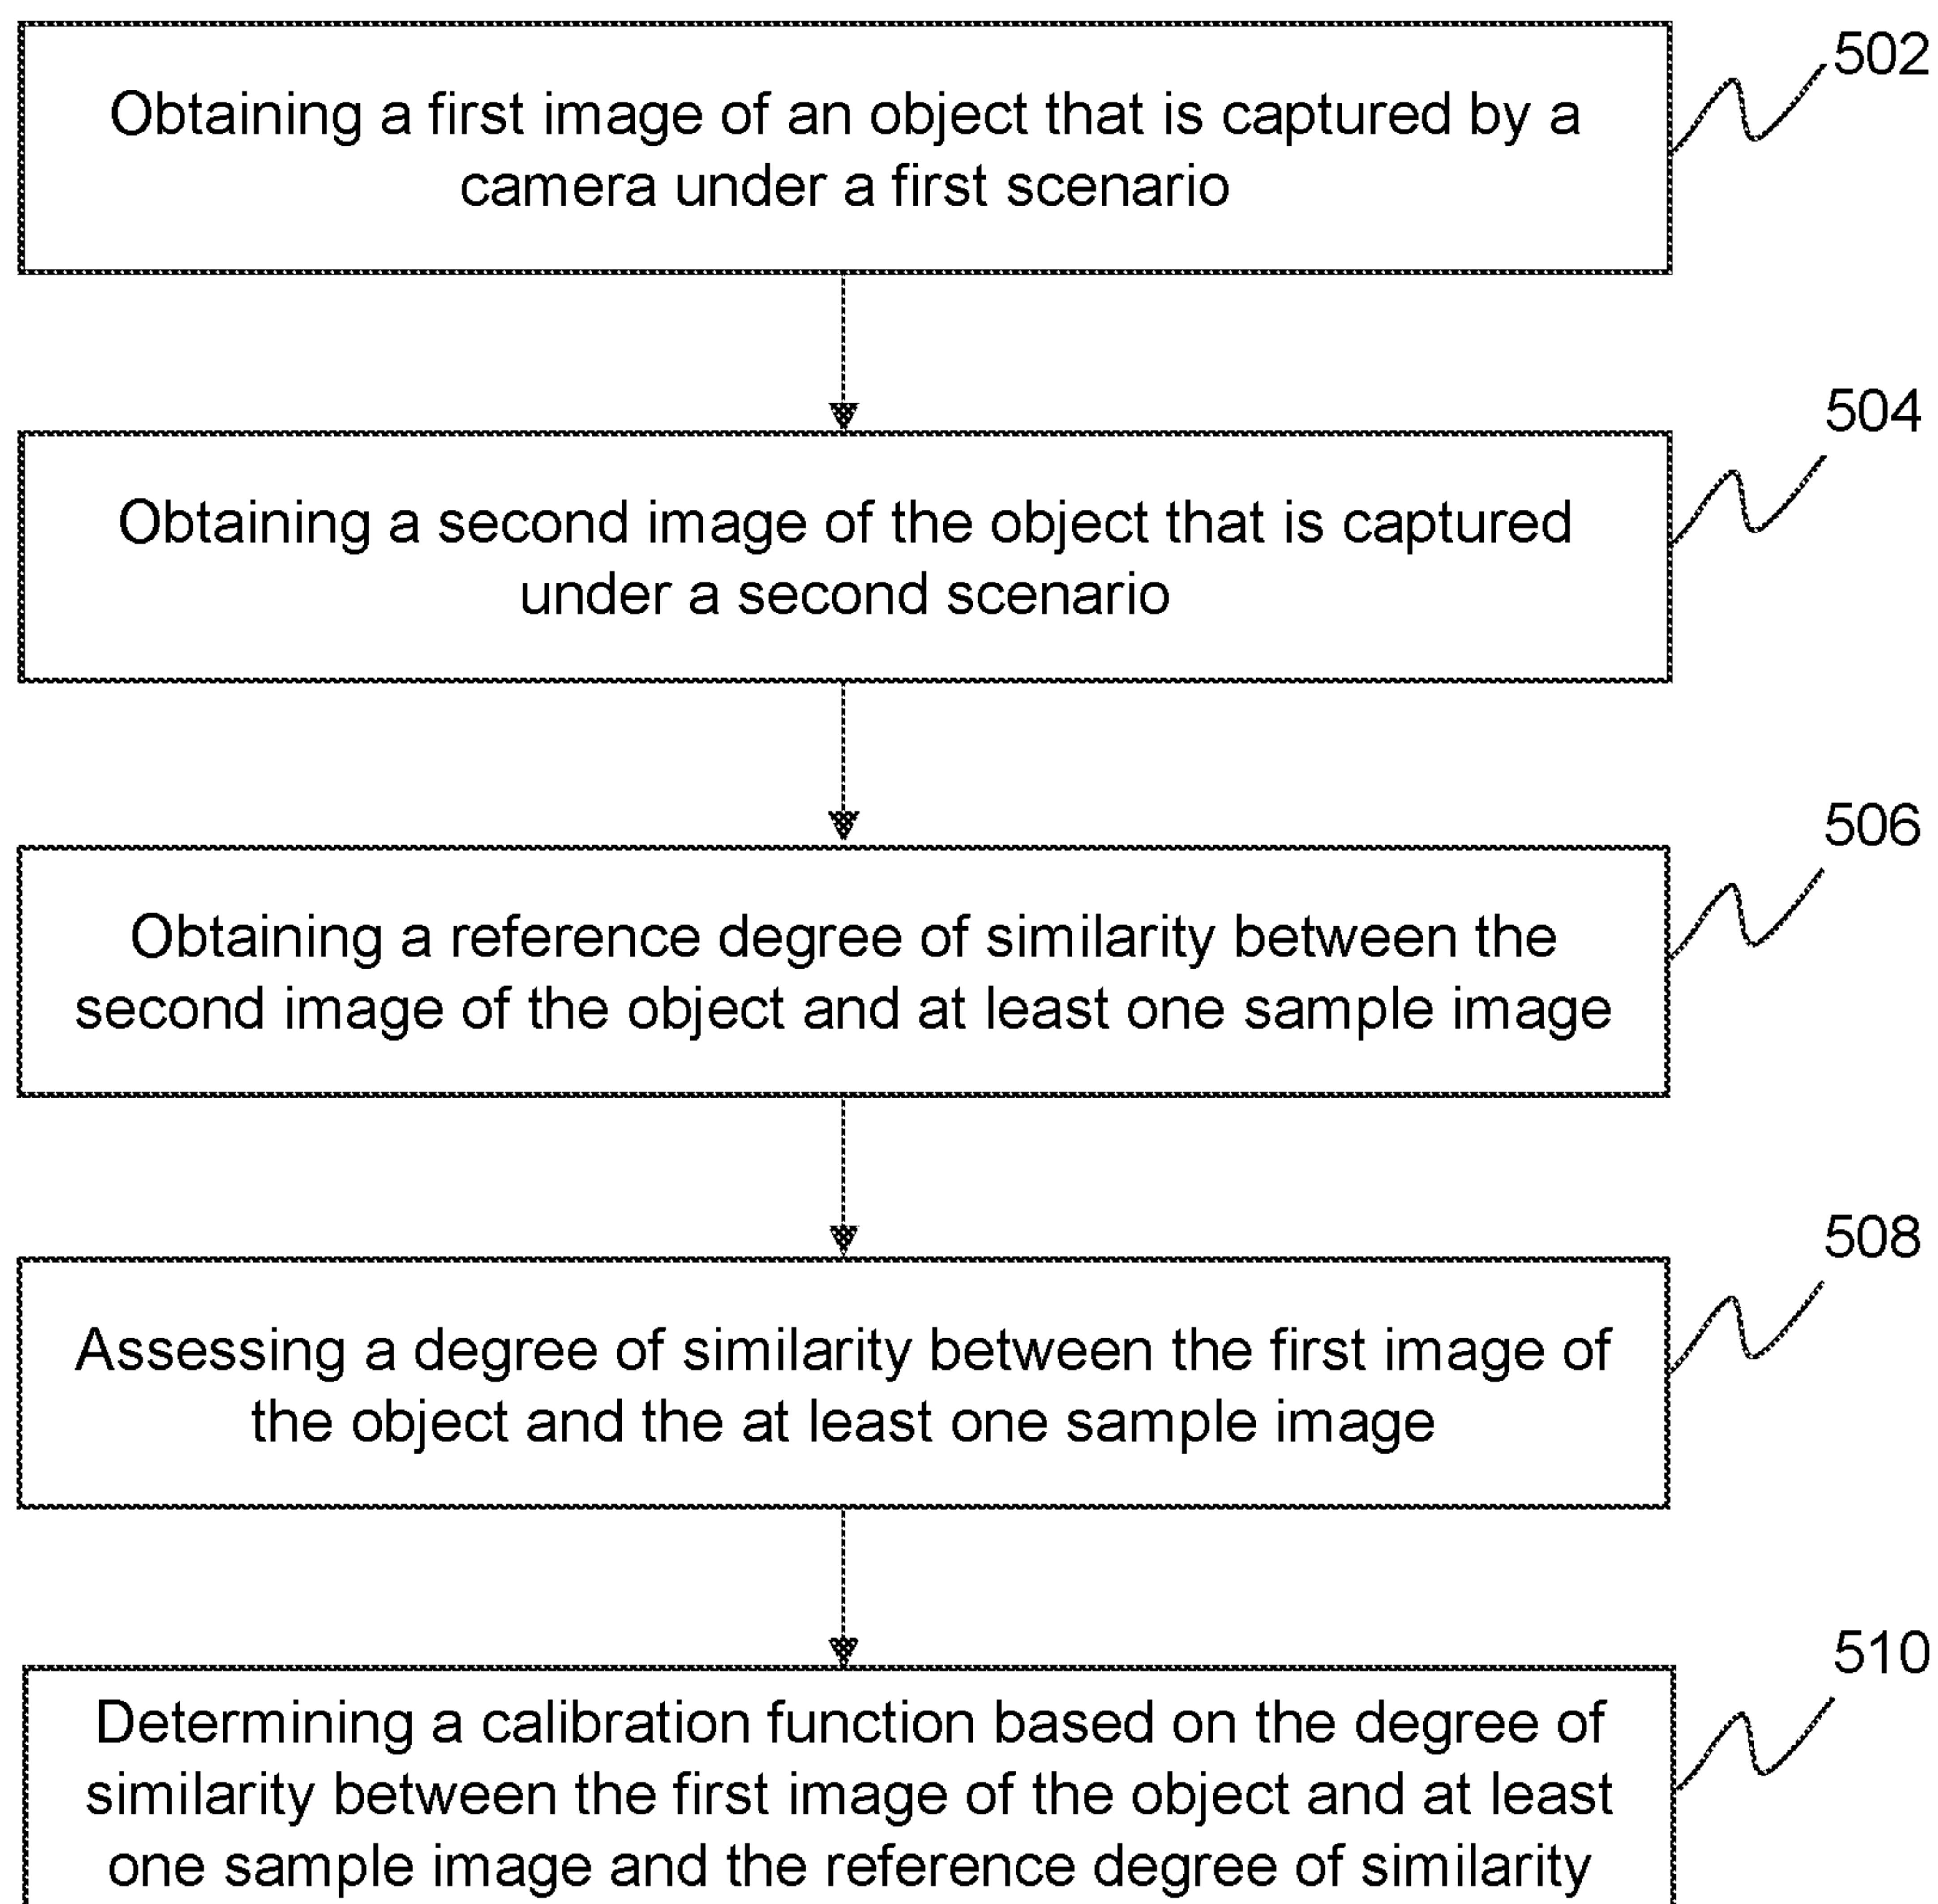 502
Obtaining a first image of an object that is captured by a
camera under a first scenario
504
Obtaining a second image of the object that is captured
under a second scenario
506
Obtaining a reference degree of similarity between the
second image of the object and at least one sample image
508
Assessing a degree of similarity between the first image of
the object and the at least one sample image
510
Determining a calibration function based on the degree of
similarity between the first image of the object and at least
one sample image and the reference degree of similarity